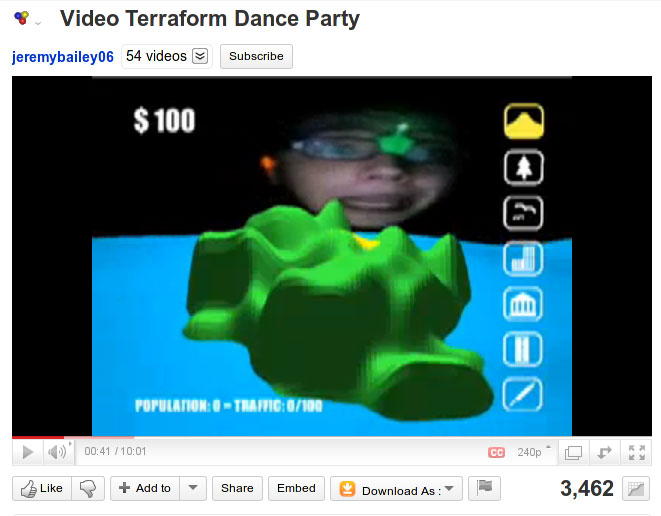 Video Terraform Dance Party
jeremybailey06 54 videos Subscribe
$ 100
POPULATION: 0 - TRAFFIC: 0/100
00:41 / 10:01 CC 240p
Like Add to Share Embed Download As : 3,462